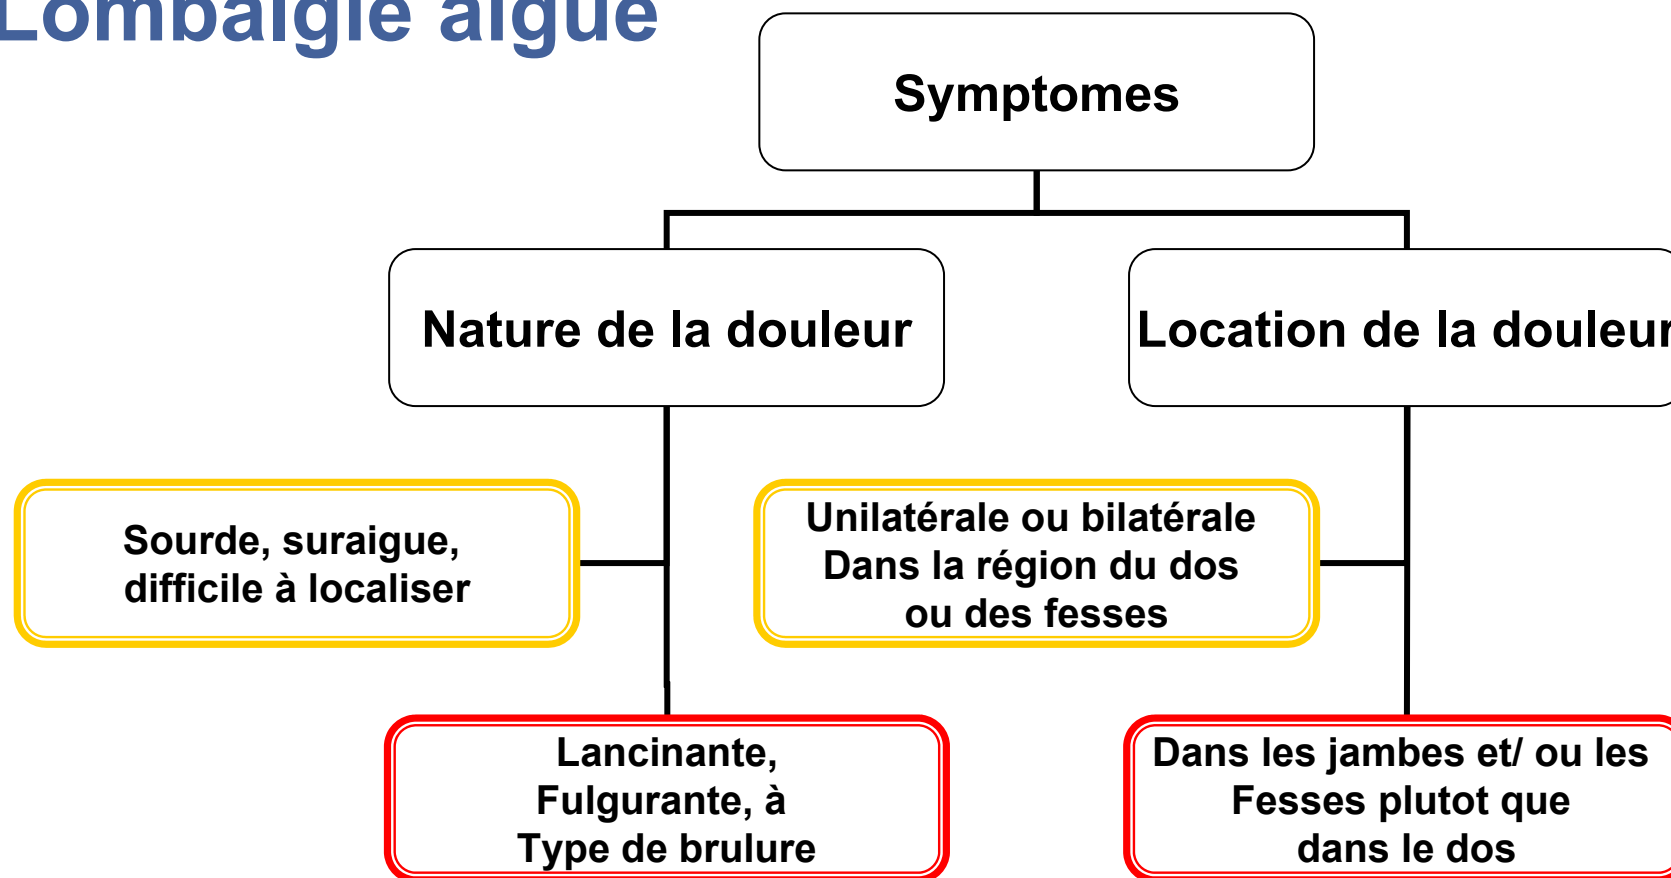 Lombalgie aigue
Symptomes
Nature de la douleur
Location de la douleur
Sourde, suraigue,
difficile à localiser
Unilatérale ou bilatérale
Dans la région du dos
ou des fesses
Lancinante,
Fulgurante, à
Type de brulure
Dans les jambes et/ ou les
Fesses plutot que
dans le dos